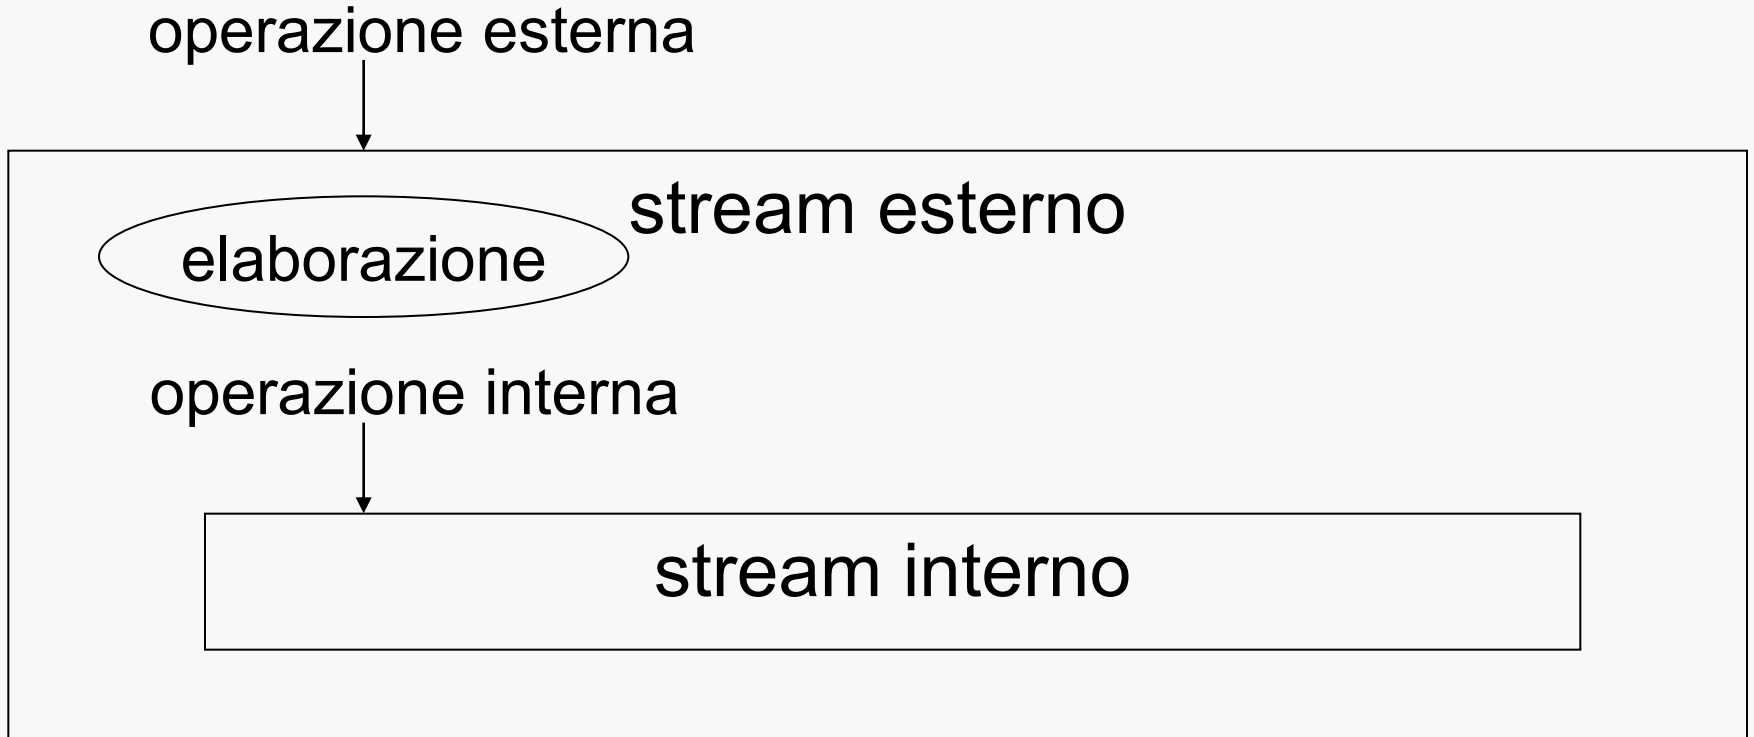 operazione esterna
stream esterno
elaborazione
operazione interna
stream interno